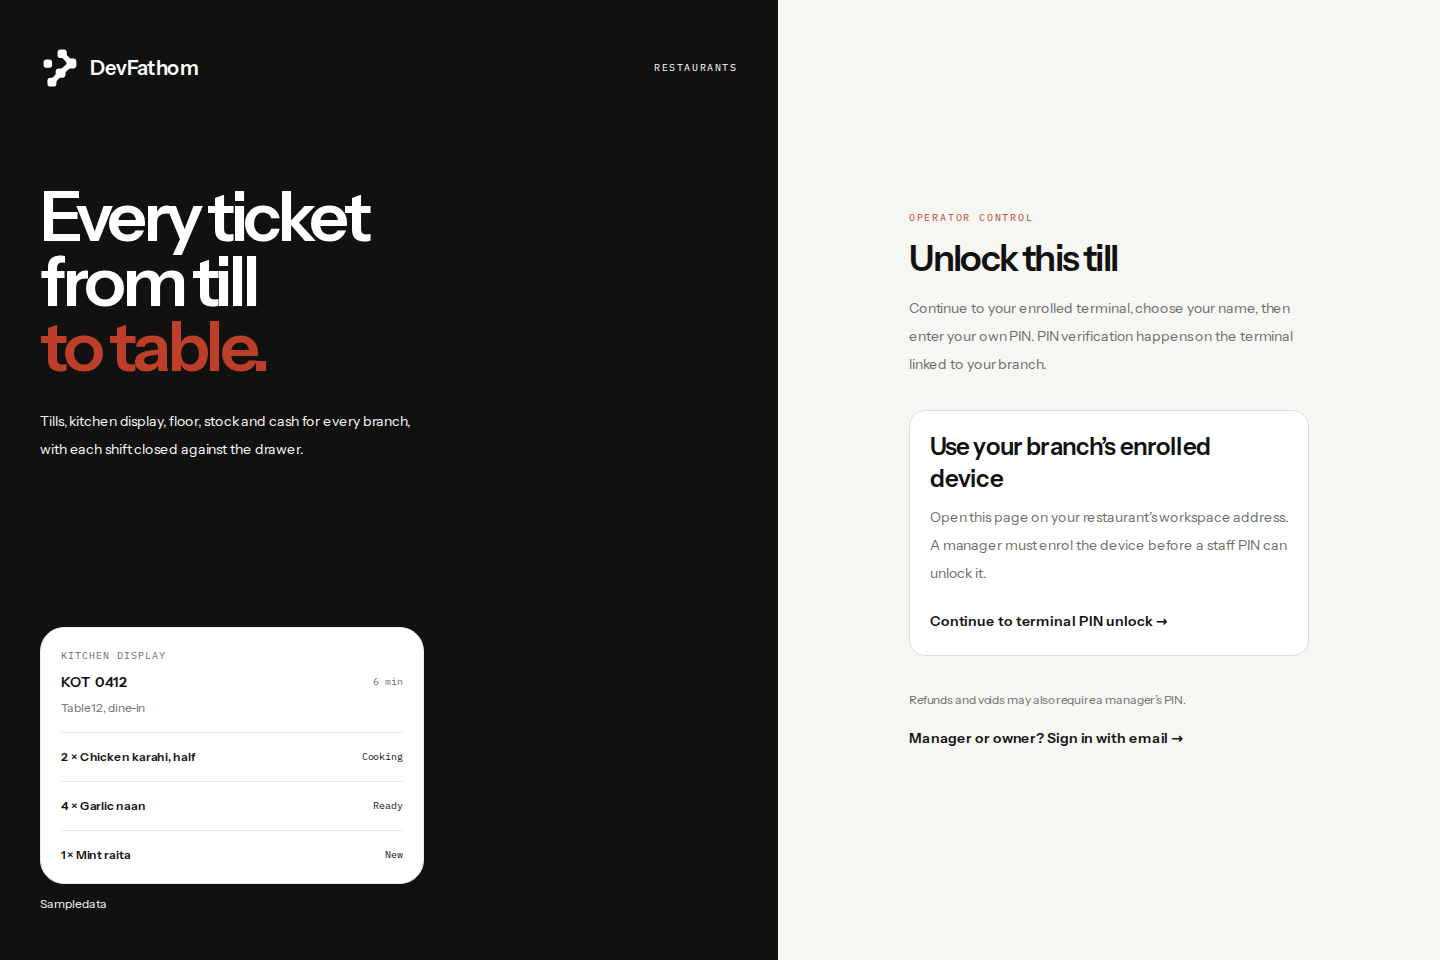 DevFathom
RESTAURANTS
Every ticket
from till
to table.
Tills, kitchen display, floor, stock and cash for every branch,
with each shift closed against the drawer.
KITCHEN DISPLAY
KOT 0412
6 min
Table 12, dine-in
2 × Chicken karahi, half
Cooking
4 × Garlic naan
Ready
1 × Mint raita
New
Sample data
OPERATOR CONTROL
Unlock this till
Continue to your enrolled terminal, choose your name, then
enter your own PIN. PIN verification happens on the terminal
linked to your branch.
Use your branch’s enrolled
device
Open this page on your restaurant’s workspace address.
A manager must enrol the device before a staff PIN can
unlock it.
Continue to terminal PIN unlock →
Refunds and voids may also require a manager’s PIN.
Manager or owner? Sign in with email →